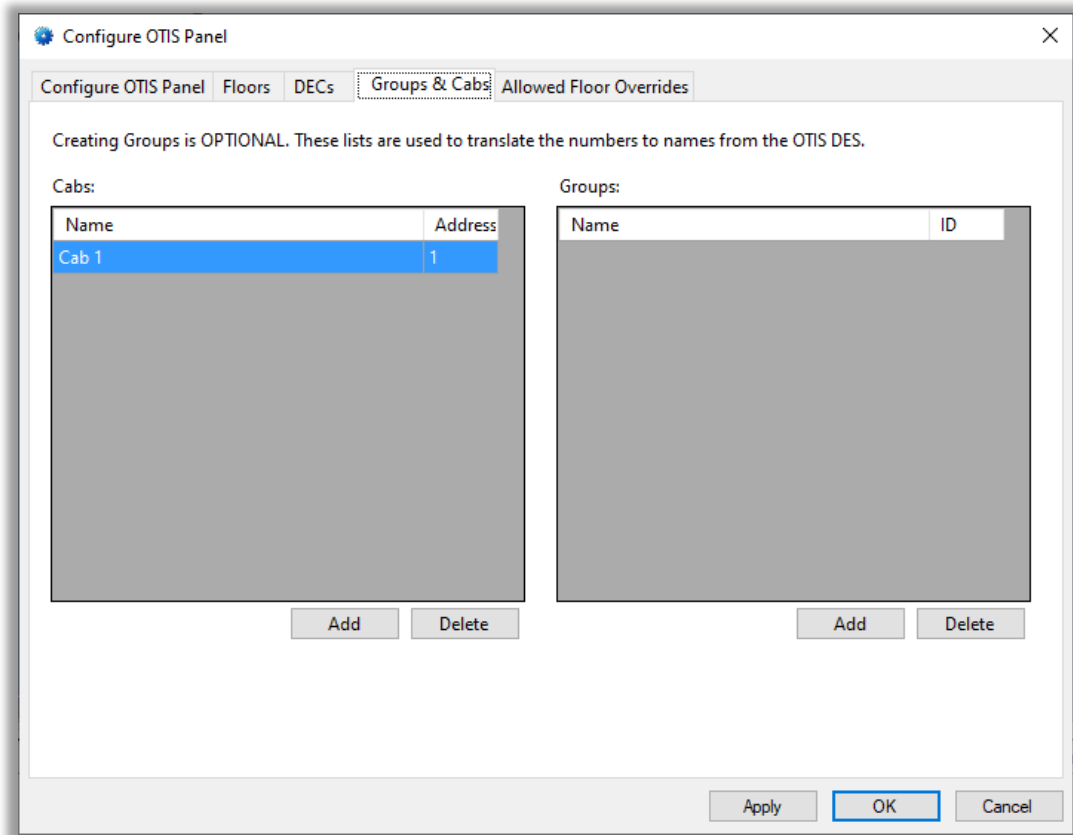 Configure OTIS Panel
Configure OTIS Panel Floors DECs Groups & Cabs Allowed Floor Overrides
Creating Groups is OPTIONAL. These lists are used to translate the numbers to names from the OTIS DES.
Cabs: Groups:
Name Address Name ID
Cab 1 1
Add Delete Add Delete
Apply OK Cancel